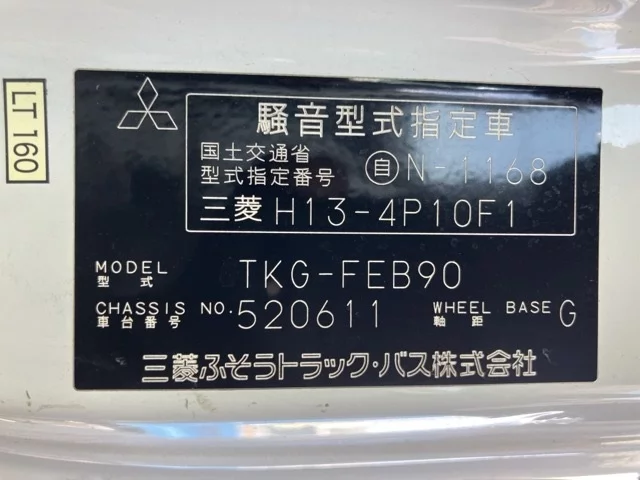 LT 160
騒音型式指定車
国土交通省
型式指定番号 自 N-1168
三菱 H13-4P10F1
MODEL
型式 TKG-FEB90
CHASSIS NO.
車台番号 520611
WHEEL BASE
軸距 G
三菱ふそうトラック・バス株式会社